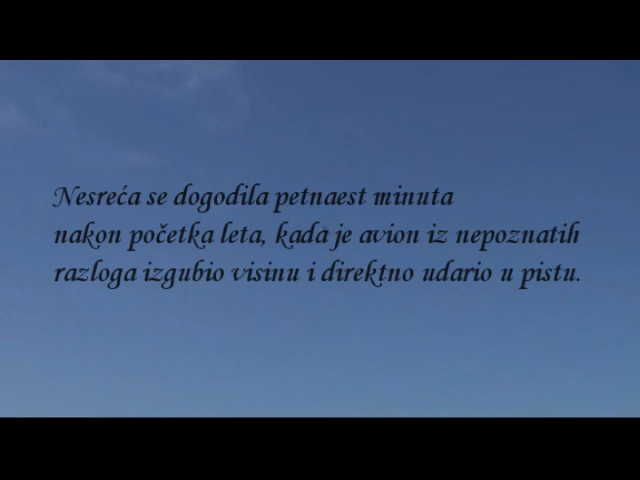 Nesreća se dogodila petnaest minuta
nakon početka leta, kada je avion iz nepoznatih
razloga izgubio visinu i direktno udario u pistu.